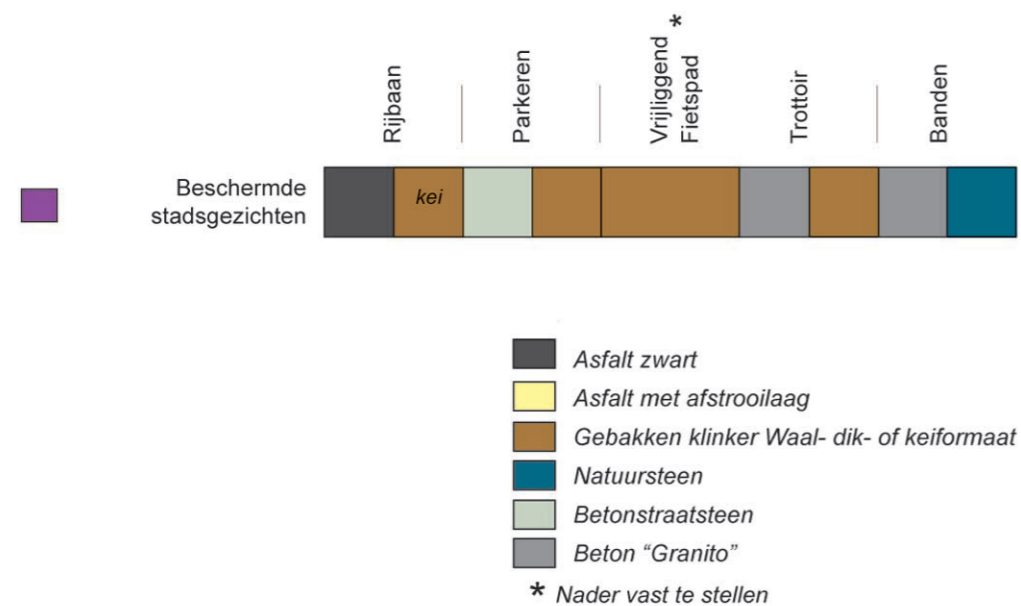 Rijbaan
Parkeren
Vrijliggend *
Fietspad
Trottoir
Banden
Beschermde
stadsgezichten
kei
Asfalt zwart
Asfalt met afstrooilaag
Gebakken klinker Waal- dik- of keiformaat
Natuursteen
Betonstraatsteen
Beton “Granito”
* Nader vast te stellen